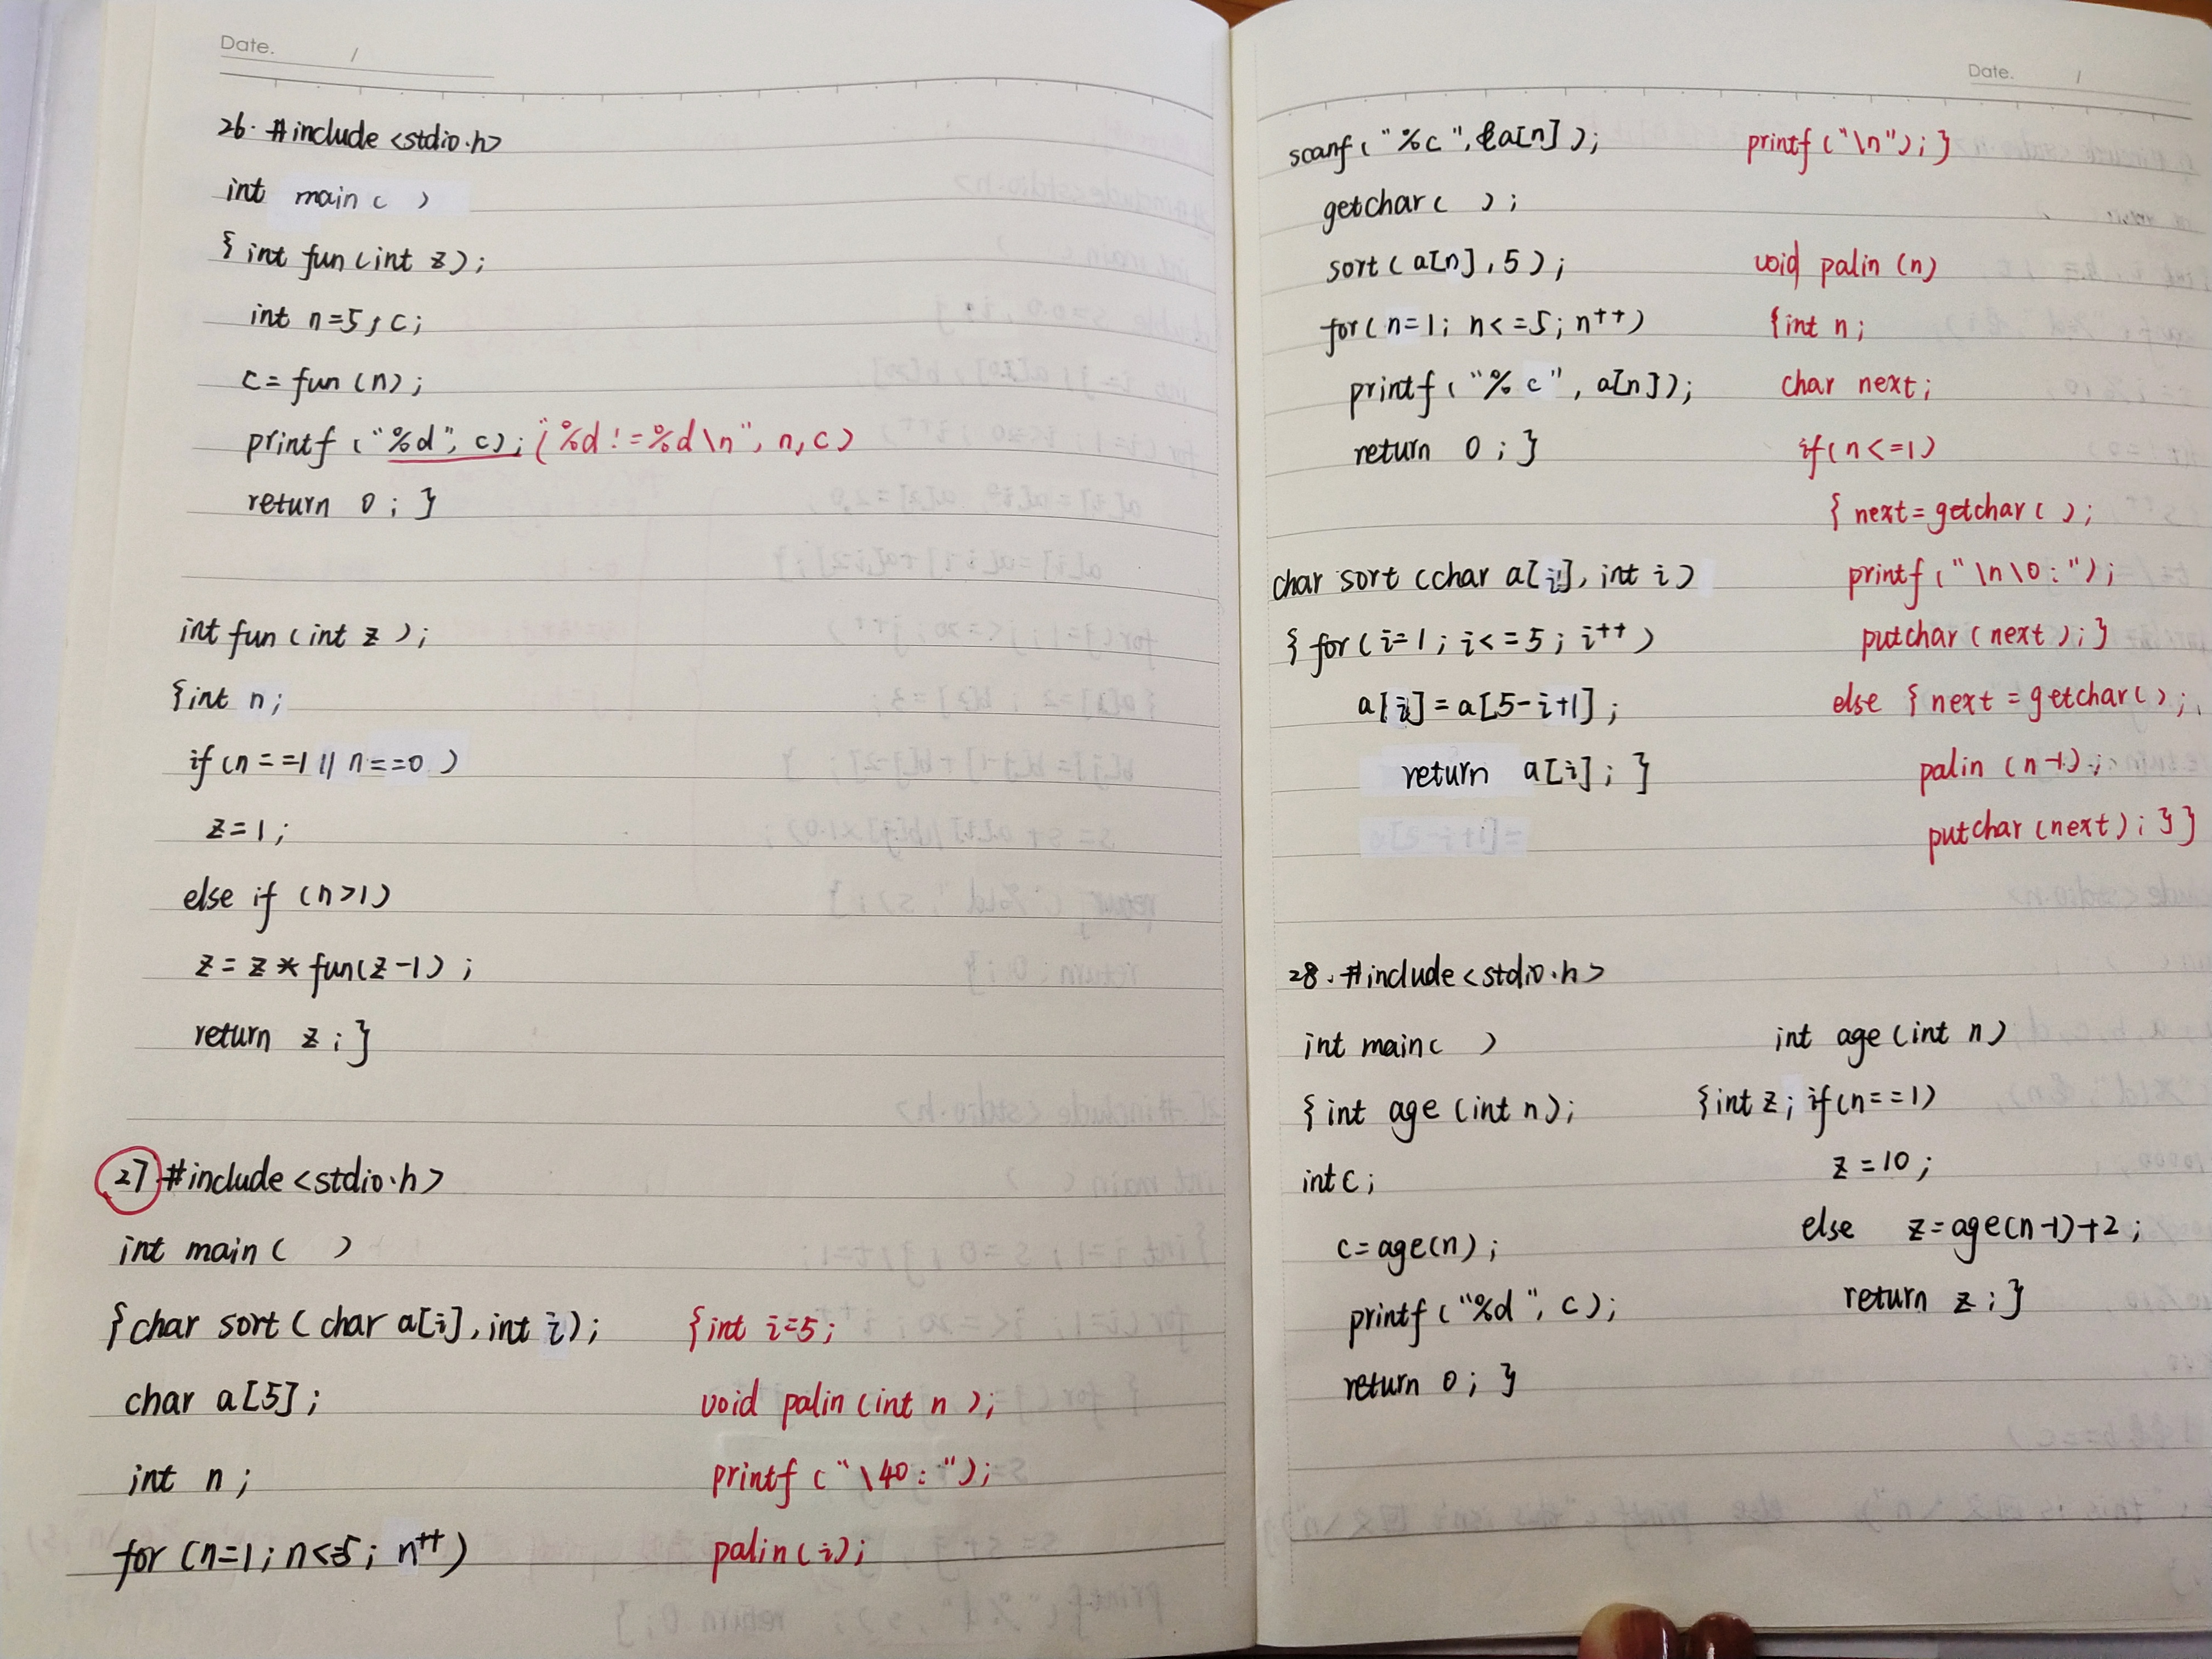 Date. /
26. #include <stdio.h>
int main ( )
{ int fun (int z);
int n=5, c;
c = fun (n);
printf ("%d", c); ("%d! = %d\n", n, c)
return 0 ; }
int fun (int z );
{int n;
if (n ==1 || n==0 )
z=1;
else if (n>1)
z = z * fun(z-1) ;
return z ; }
27. #include <stdio.h>
int main ( )
{ char sort ( char a[i], int i);
char a[5];
int n ;
for (n=1; n<=5; n++)
{int i=5;
void palin (int n );
printf ("\40:");
palin (i);
Date. /
scanf ("%c", &a[n] );
getchar ( ) ;
sort ( a[n], 5 ) ;
for ( n=1; n<=5; n++)
printf ("%c", a[n]);
return 0 ; }
char sort (char a[i], int i)
{ for ( i=1 ; i<=5 ; i++ )
a[i] = a[5-i+1] ;
return a[i] ; }
printf ("\n"); }
void palin (n)
{int n ;
char next ;
if( n<=1)
{ next = getchar ( );
printf ("\n\0:");
putchar (next ) ; }
else { next = getchar( );
palin (n-1) ;
putchar (next) ; } }
28. #include <stdio.h>
int main ( )
{ int age (int n);
int c ;
c = age(n) ;
printf ("%d", c) ;
return 0 ; }
int age (int n)
{int z ; if (n==1)
z = 10 ;
else z = age(n-1)+2 ;
return z ; }